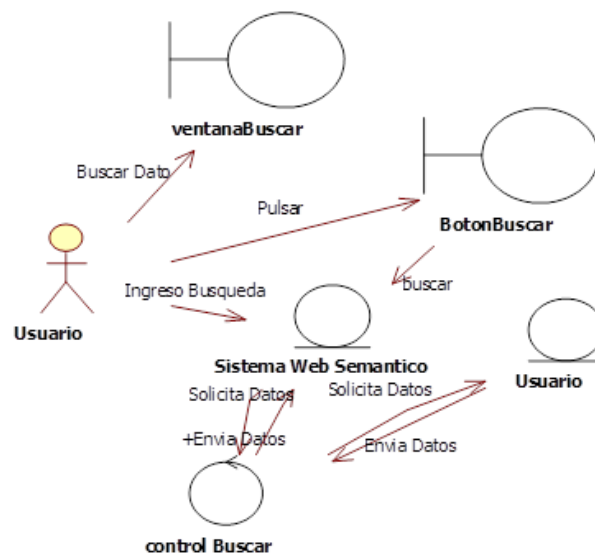 ventanaBuscar
Buscar Dato
Pulsar
BotonBuscar
Ingreso Busqueda
buscar
Usuario
Sistema Web Semantico
Usuario
Solicita Datos
Solicita Datos
+Envia Datos
Envia Datos
control Buscar